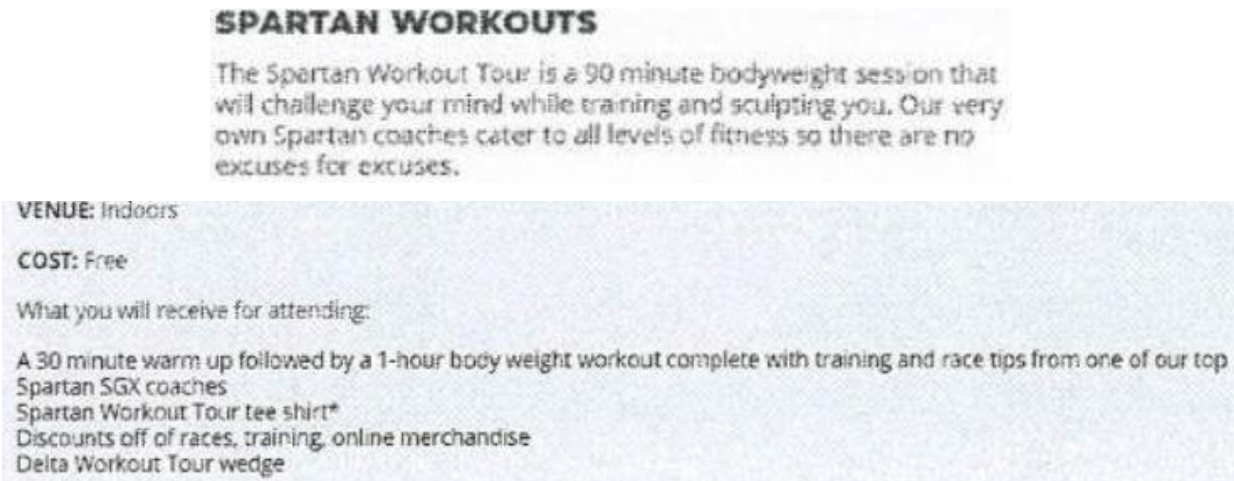 SPARTAN WORKOUTS
The Spartan Workout Tour is a 90 minute bodyweight session that
will challenge your mind while training and sculpting you. Our very
own Spartan coaches cater to all levels of fitness so there are no
excuses for excuses.
VENUE: Indoors
COST: Free
What you will receive for attending:
A 30 minute warm up followed by a 1-hour body weight workout complete with training and race tips from one of our top
Spartan SGX coaches
Spartan Workout Tour tee shirt*
Discounts off of races, training, online merchandise
Delta Workout Tour wedge